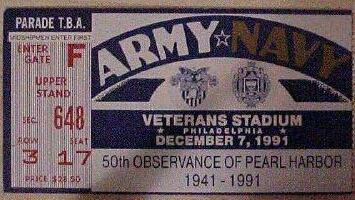 PARADE T.B.A.
MIDSHIPMEN ENTER FIRST
ENTER GATE F
UPPER STAND
SEC. 648
ROW SEAT
3 17
PRICE $28.50
ARMY★NAVY
VETERANS STADIUM
★ PHILADELPHIA ★
DECEMBER 7, 1991
50th OBSERVANCE OF PEARL HARBOR
1941 - 1991